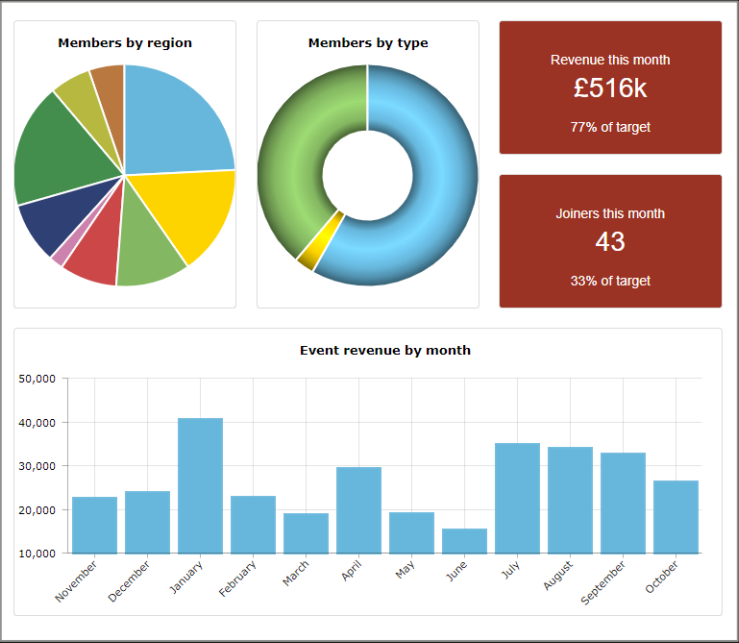 Members by region
Members by type
Revenue this month
£516k
77% of target
Joiners this month
43
33% of target
Event revenue by month
50,000
40,000
30,000
20,000
10,000
November
December
January
February
March
April
May
June
July
August
September
October